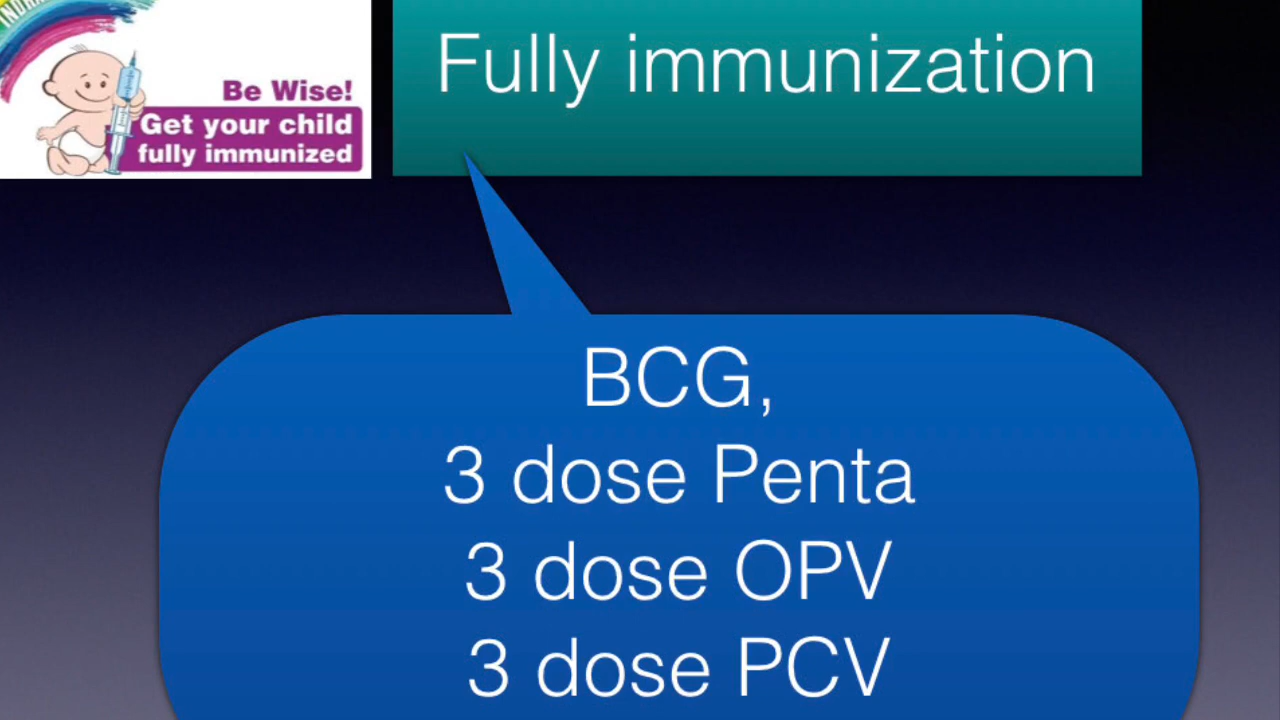 INDRA
Be Wise!
Get your child
fully immunized
Fully immunization
BCG,
3 dose Penta
3 dose OPV
3 dose PCV